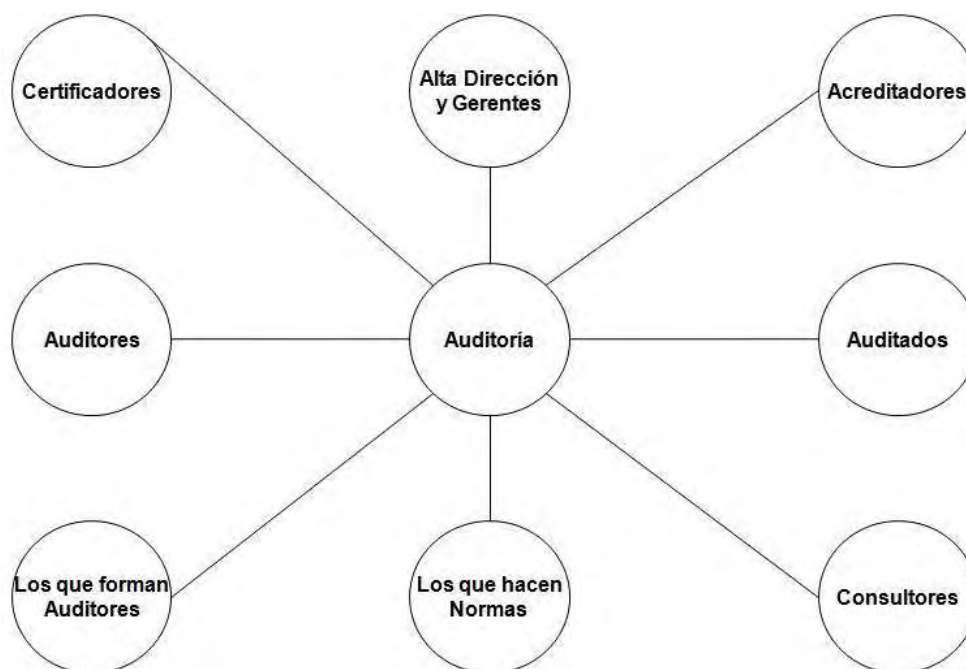 Certificadores
Alta Dirección
y Gerentes
Acreditadores
Auditores
Auditoría
Auditados
Los que forman
Auditores
Los que hacen
Normas
Consultores